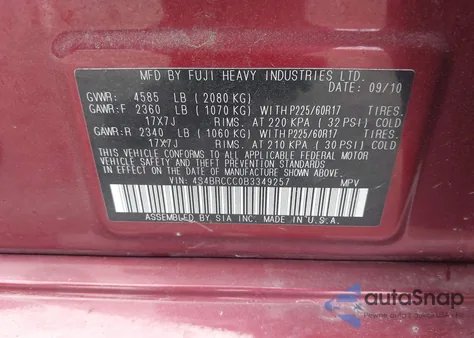 MFD BY FUJI HEAVY INDUSTRIES LTD.
DATE: 09/10
GVWR: 4585 LB (2080 KG)
GAWR:F 2360 LB (1070 KG) WITH P225/60R17 TIRES.
17X7J RIMS. AT 220 KPA (32 PSI) COLD
GAWR:R 2340 LB (1060 KG) WITH P225/60R17 TIRES.
17X7J RIMS. AT 210 KPA (30 PSI) COLD
THIS VEHICLE CONFORMS TO ALL APPLICABLE FEDERAL MOTOR
VEHICLE SAFETY, BUMPER, AND THEFT PREVENTION STANDARDS
IN EFFECT ON THE DATE OF MANUFACTURE SHOWN ABOVE.
VIN: 4S4BRCCC0B3349257 MPV
ASSEMBLED BY SIA INC. IN U.S.A.
autoSnap